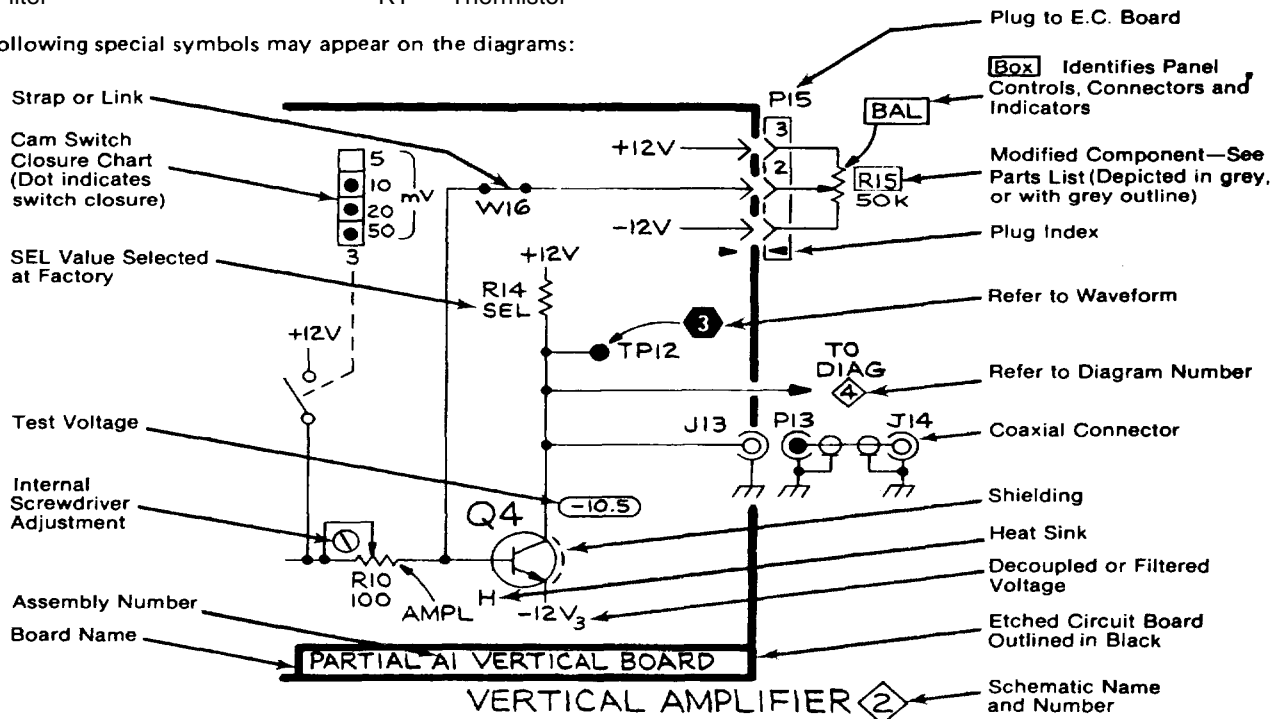 RT Thermistor
ollowing special symbols may appear on the diagrams:
Plug to E.C. Board
Box Identifies Panel
Controls, Connectors and
Indicators
Strap or Link
Cam Switch
Closure Chart
(Dot indicates
switch closure)
Modified Component—See
Parts List (Depicted in grey,
or with grey outline)
Plug Index
SEL Value Selected
at Factory
Refer to Waveform
Refer to Diagram Number
Test Voltage
Coaxial Connector
Internal
Screwdriver
Adjustment
Shielding
Heat Sink
Decoupled or Filtered
Voltage
Assembly Number
Board Name
Etched Circuit Board
Outlined in Black
Schematic Name
and Number
P15
BAL
3
2
+12V
-12V
R15
50K
5
10
20
50
mV
3
W16
+12V
R14
SEL
3
TP12
+12V
TO
DIAG
4
J13
P13
J14
-10.5
Q4
R10
100
AMPL
H
-12V3
PARTIAL A1 VERTICAL BOARD
VERTICAL AMPLIFIER 2